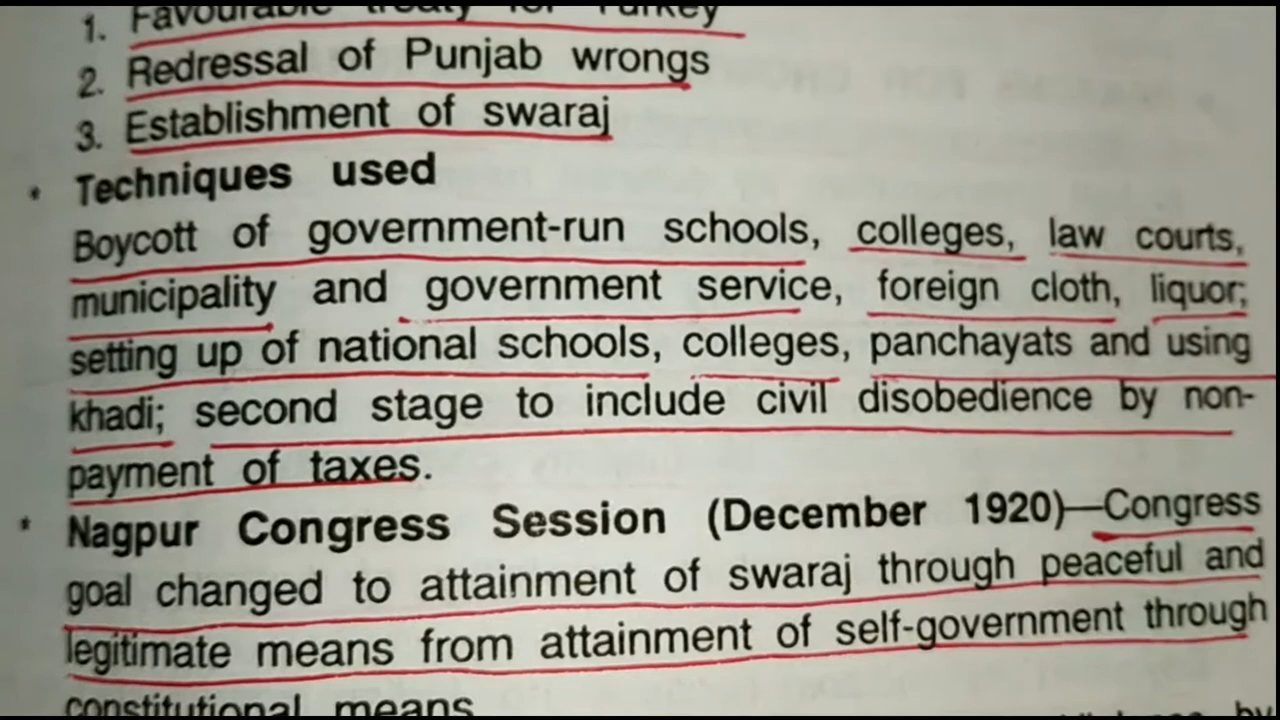 1. Favourable treaty for Turkey
2. Redressal of Punjab wrongs
3. Establishment of swaraj
* Techniques used
Boycott of government-run schools, colleges, law courts,
municipality and government service, foreign cloth, liquor;
setting up of national schools, colleges, panchayats and using
khadi; second stage to include civil disobedience by non-
payment of taxes.
* Nagpur Congress Session (December 1920)—Congress
goal changed to attainment of swaraj through peaceful and
legitimate means from attainment of self-government through
constitutional means
by